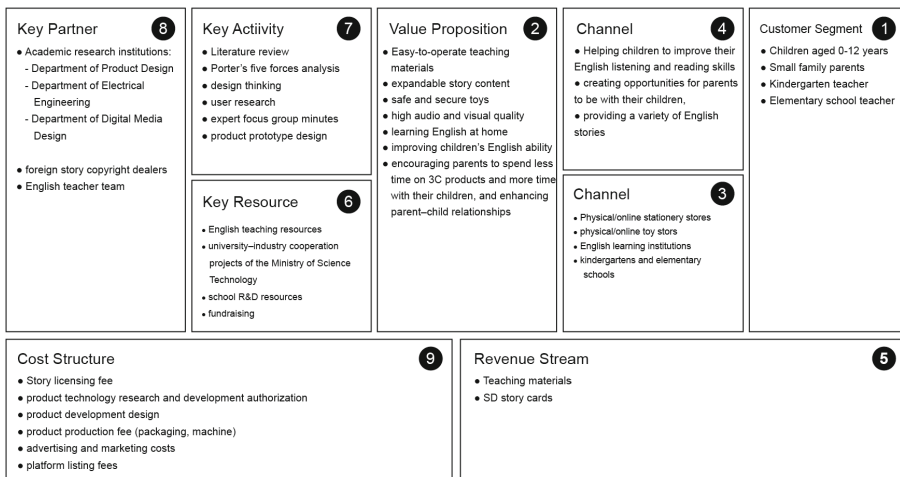 Key Partner 8
● Academic research institutions:
- Department of Product Design
- Department of Electrical
Engineering
- Department of Digital Media
Design
● foreign story copyright dealers
● English teacher team
Key Actiivity 7
● Literature review
● Porter's five forces analysis
● design thinking
● user research
● expert focus group minutes
● product prototype design
Key Resource 6
● English teaching resources
● university–industry cooperation
projects of the Ministry of Science
Technology
● school R&D resources
● fundraising
Value Proposition 2
● Easy-to-operate teaching
materials
● expandable story content
● safe and secure toys
● high audio and visual quality
● learning English at home
● improving children's English ability
● encouraging parents to spend less
time on 3C products and more time
with their children, and enhancing
parent–child relationships
Channel 4
● Helping children to improve their
English listening and reading skills
● creating opportunities for parents
to be with their children,
● providing a variety of English
stories
Channel 3
● Physical/online stationery stores
● physical/online toy stors
● English learning institutions
● kindergartens and elementary
schools
Customer Segment 1
● Children aged 0-12 years
● Small family parents
● Kindergarten teacher
● Elementary school teacher
Cost Structure 9
● Story licensing fee
● product technology research and development authorization
● product development design
● product production fee (packaging, machine)
● advertising and marketing costs
● platform listing fees
Revenue Stream 5
● Teaching materials
● SD story cards